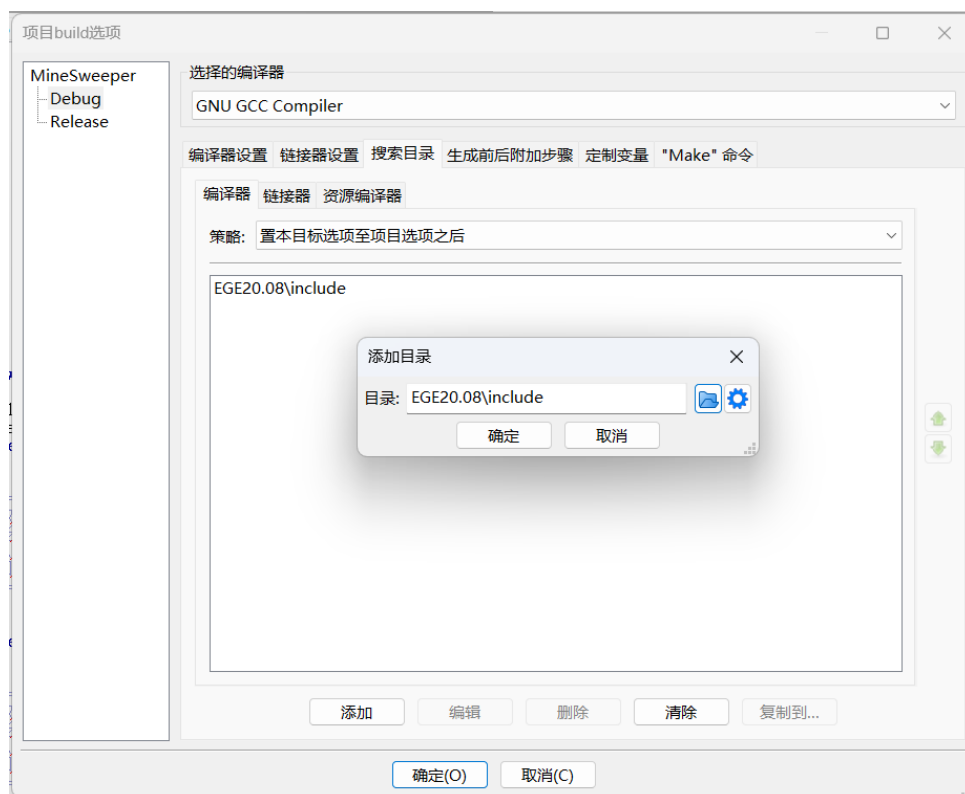 项目build选项
MineSweeper
Debug
Release
选择的编译器
GNU GCC Compiler
编译器设置 链接器设置 搜索目录 生成前后附加步骤 定制变量 "Make" 命令
编译器 链接器 资源编译器
策略: 置本目标选项至项目选项之后
EGE20.08\include
添加目录
目录: EGE20.08\include
确定 取消
添加 编辑 删除 清除 复制到...
确定(O) 取消(C)